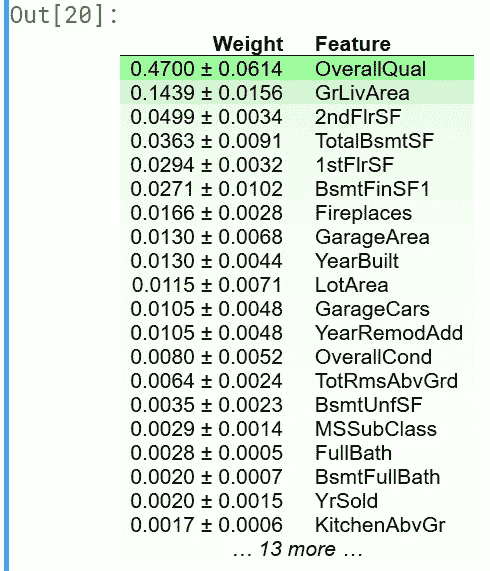 Out[20]:
Weight Feature
0.4700 ± 0.0614 OverallQual
0.1439 ± 0.0156 GrLivArea
0.0499 ± 0.0034 2ndFlrSF
0.0363 ± 0.0091 TotalBsmtSF
0.0294 ± 0.0032 1stFlrSF
0.0271 ± 0.0102 BsmtFinSF1
0.0166 ± 0.0028 Fireplaces
0.0130 ± 0.0068 GarageArea
0.0130 ± 0.0044 YearBuilt
0.0115 ± 0.0071 LotArea
0.0105 ± 0.0048 GarageCars
0.0105 ± 0.0048 YearRemodAdd
0.0080 ± 0.0052 OverallCond
0.0064 ± 0.0024 TotRmsAbvGrd
0.0035 ± 0.0023 BsmtUnfSF
0.0029 ± 0.0014 MSSubClass
0.0028 ± 0.0005 FullBath
0.0020 ± 0.0007 BsmtFullBath
0.0020 ± 0.0015 YrSold
0.0017 ± 0.0006 KitchenAbvGr
… 13 more …